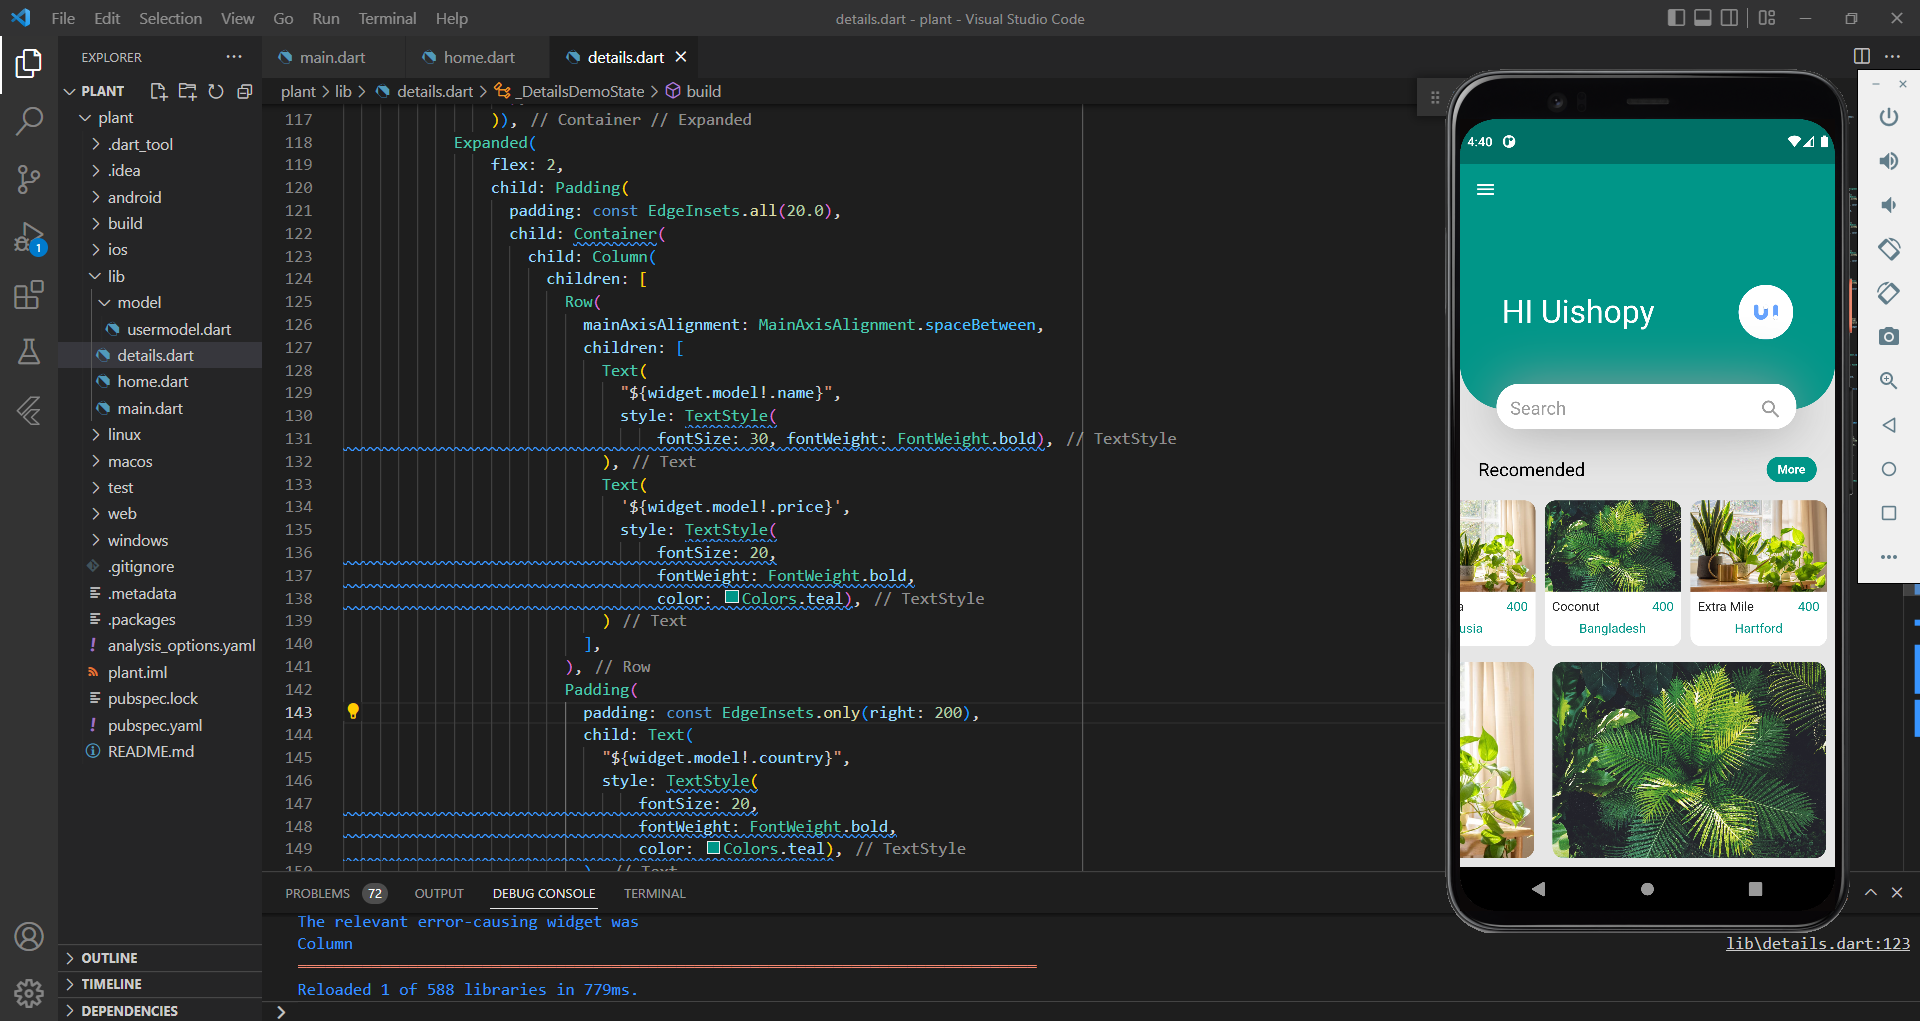 File Edit Selection View Go Run Terminal Help
details.dart - plant - Visual Studio Code
EXPLORER
PLANT
plant
.dart_tool
.idea
android
build
ios
lib
model
usermodel.dart
details.dart
home.dart
main.dart
linux
macos
test
web
windows
.gitignore
.metadata
.packages
analysis_options.yaml
plant.iml
pubspec.lock
pubspec.yaml
README.md
OUTLINE
TIMELINE
DEPENDENCIES
1
main.dart home.dart details.dart
plant > lib > details.dart > _DetailsDemoState > build
117 )), // Container // Expanded
118 Expanded(
119 flex: 2,
120 child: Padding(
121 padding: const EdgeInsets.all(20.0),
122 child: Container(
123 child: Column(
124 children: [
125 Row(
126 mainAxisAlignment: MainAxisAlignment.spaceBetween,
127 children: [
128 Text(
129 "${widget.model!.name}",
130 style: TextStyle(
131 fontSize: 30, fontWeight: FontWeight.bold), // TextStyle
132 ), // Text
133 Text(
134 '${widget.model!.price}',
135 style: TextStyle(
136 fontSize: 20,
137 fontWeight: FontWeight.bold,
138 color: Colors.teal), // TextStyle
139 ) // Text
140 ],
141 ), // Row
142 Padding(
143 padding: const EdgeInsets.only(right: 200),
144 child: Text(
145 "${widget.model!.country}",
146 style: TextStyle(
147 fontSize: 20,
148 fontWeight: FontWeight.bold,
149 color: Colors.teal), // TextStyle
150 ) // Text
PROBLEMS 72 OUTPUT DEBUG CONSOLE TERMINAL
The relevant error-causing widget was
Column
lib\details.dart:123
Reloaded 1 of 588 libraries in 779ms.
4:40
HI Uishopy
Search
Recomended
More
a 400
usia
Coconut 400
Bangladesh
Extra Mile 400
Hartford